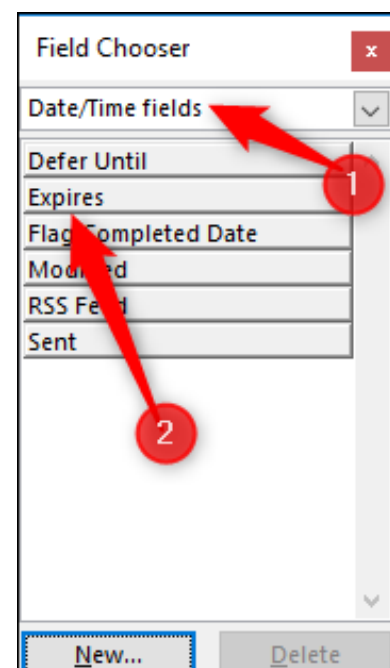 Field Chooser
x
Date/Time fields
1
Defer Until
Expires
Flag Completed Date
Modified
RSS Feed
Sent
2
New...
Delete